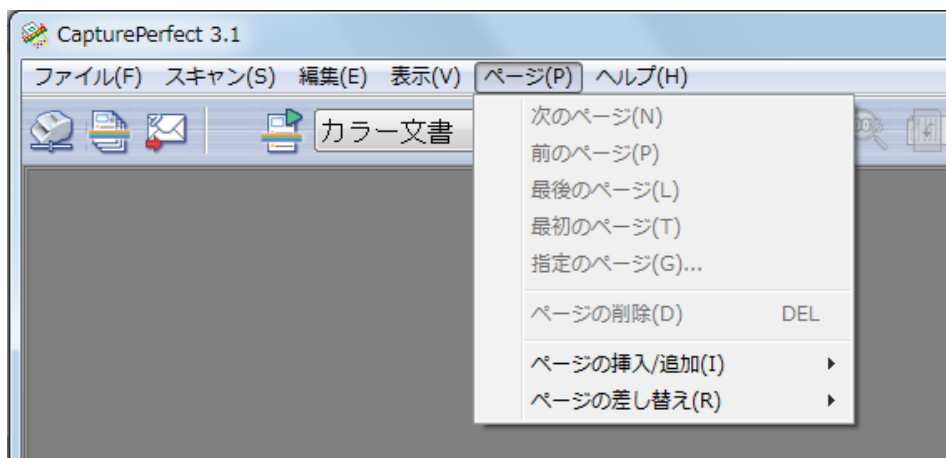 CapturePerfect 3.1
ファイル(F) スキャン(S) 編集(E) 表示(V) ページ(P) ヘルプ(H)
カラー文書
次のページ(N)
前のページ(P)
最後のページ(L)
最初のページ(T)
指定のページ(G)...
ページの削除(D) DEL
ページの挿入/追加(I)
ページの差し替え(R)